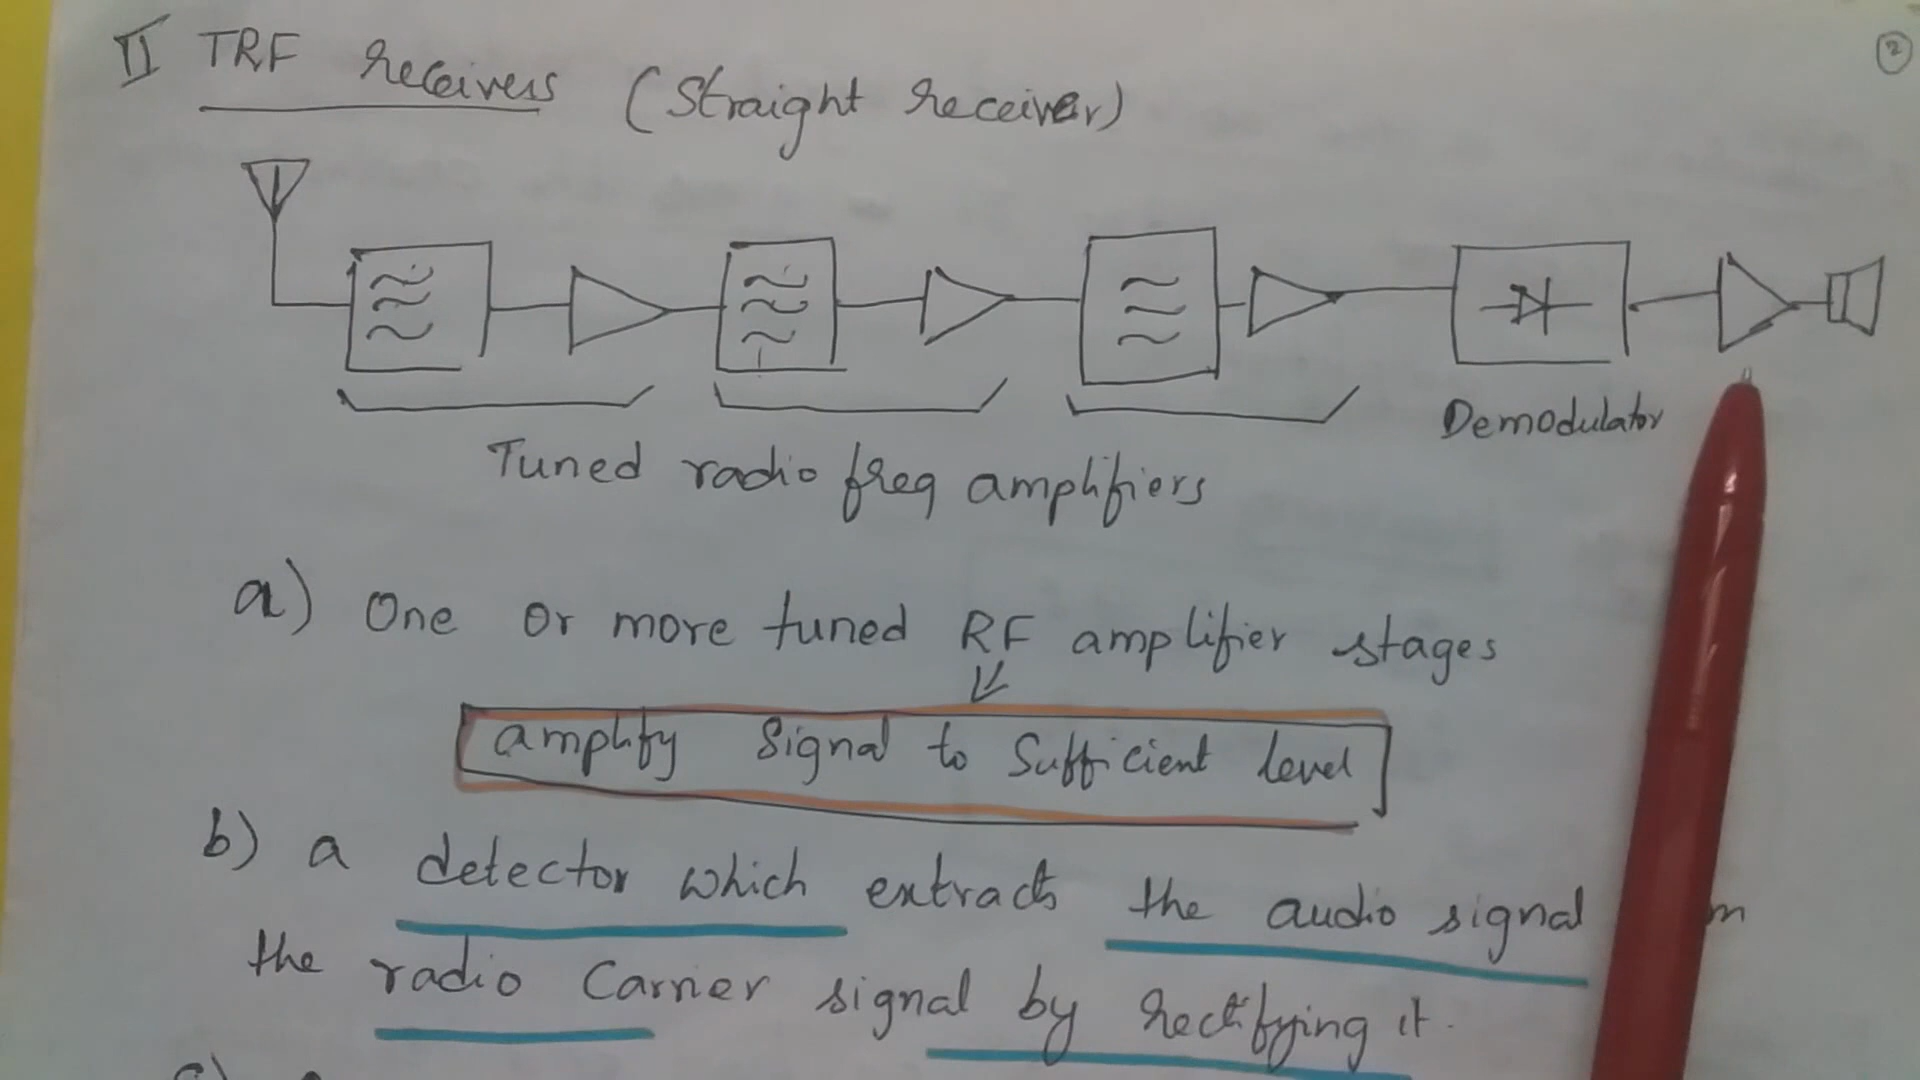 II TRF receivers (Straight receiver)
2
Demodulator
Tuned radio freq amplifiers
a) One or more tuned RF amplifier stages
amplify Signal to Sufficient level
b) a detector which extracts the audio signal
the radio Carrier signal by rectifying it.